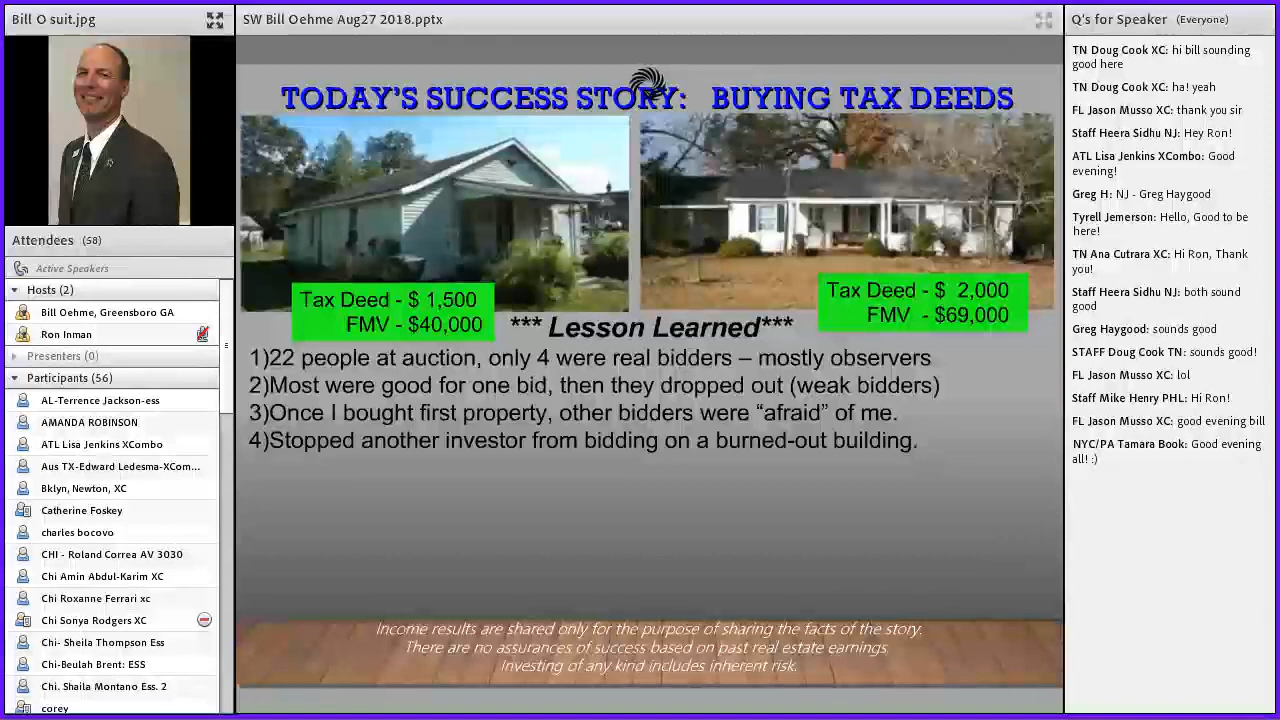 Bill O suit.jpg
Attendees (58)
Active Speakers
Hosts (2)
Bill Oehme, Greensboro GA
Ron Inman
Presenters (0)
Participants (56)
AL-Terrence Jackson-ess
AMANDA ROBINSON
ATL Lisa Jenkins XCombo
Aus TX-Edward Ledesma-XCom...
Bklyn, Newton, XC
Catherine Foskey
charles bocovo
CHI - Roland Correa AV 3030
Chi Amin Abdul-Karim XC
Chi Roxanne Ferrari xc
Chi Sonya Rodgers XC
Chi- Sheila Thompson Ess
Chi-Beulah Brent: ESS
Chi. Shaila Montano Ess. 2
corey
SW Bill Oehme Aug27 2018.pptx
TODAY'S SUCCESS STORY: BUYING TAX DEEDS
Tax Deed - $ 1,500
FMV - $40,000
Tax Deed - $ 2,000
FMV - $69,000
*** Lesson Learned***
1)22 people at auction, only 4 were real bidders – mostly observers
2)Most were good for one bid, then they dropped out (weak bidders)
3)Once I bought first property, other bidders were “afraid” of me.
4)Stopped another investor from bidding on a burned-out building.
Income results are shared only for the purpose of sharing the facts of the story.
There are no assurances of success based on past real estate earnings
Investing of any kind includes inherent risk.
Q's for Speaker (Everyone)
TN Doug Cook XC: hi bill sounding
good here
TN Doug Cook XC: ha! yeah
FL Jason Musso XC: thank you sir
Staff Heera Sidhu NJ: Hey Ron!
ATL Lisa Jenkins XCombo: Good
evening!
Greg H: NJ - Greg Haygood
Tyrell Jemerson: Hello, Good to be
here!
TN Ana Cutrara XC: Hi Ron, Thank
you!
Staff Heera Sidhu NJ: both sound
good
Greg Haygood: sounds good
STAFF Doug Cook TN: sounds good!
FL Jason Musso XC: lol
Staff Mike Henry PHL: Hi Ron!
FL Jason Musso XC: good evening bill
NYC/PA Tamara Book: Good evening
all! :)